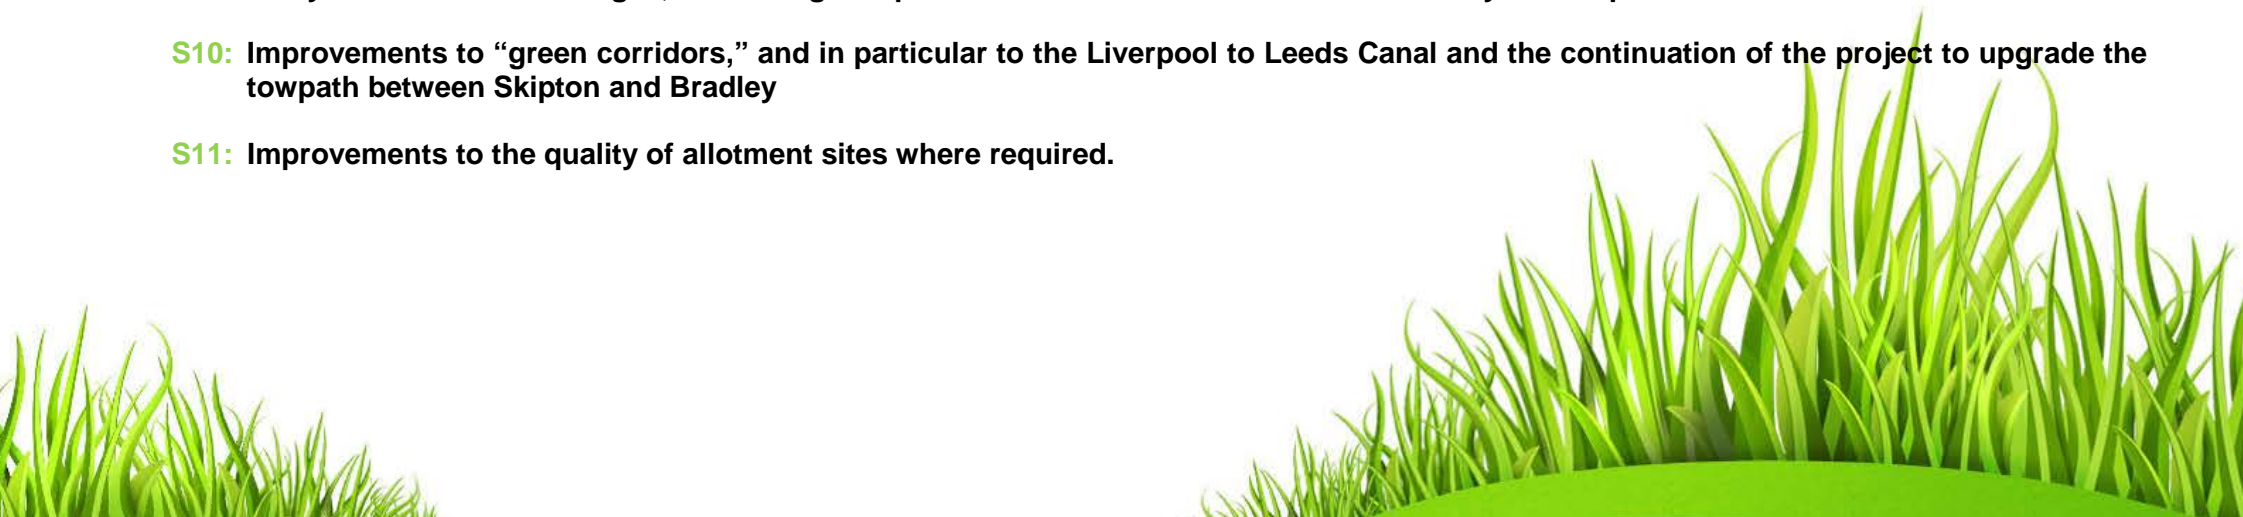 S10: Improvements to “green corridors,” and in particular to the Liverpool to Leeds Canal and the continuation of the project to upgrade the
towpath between Skipton and Bradley
S11: Improvements to the quality of allotment sites where required.